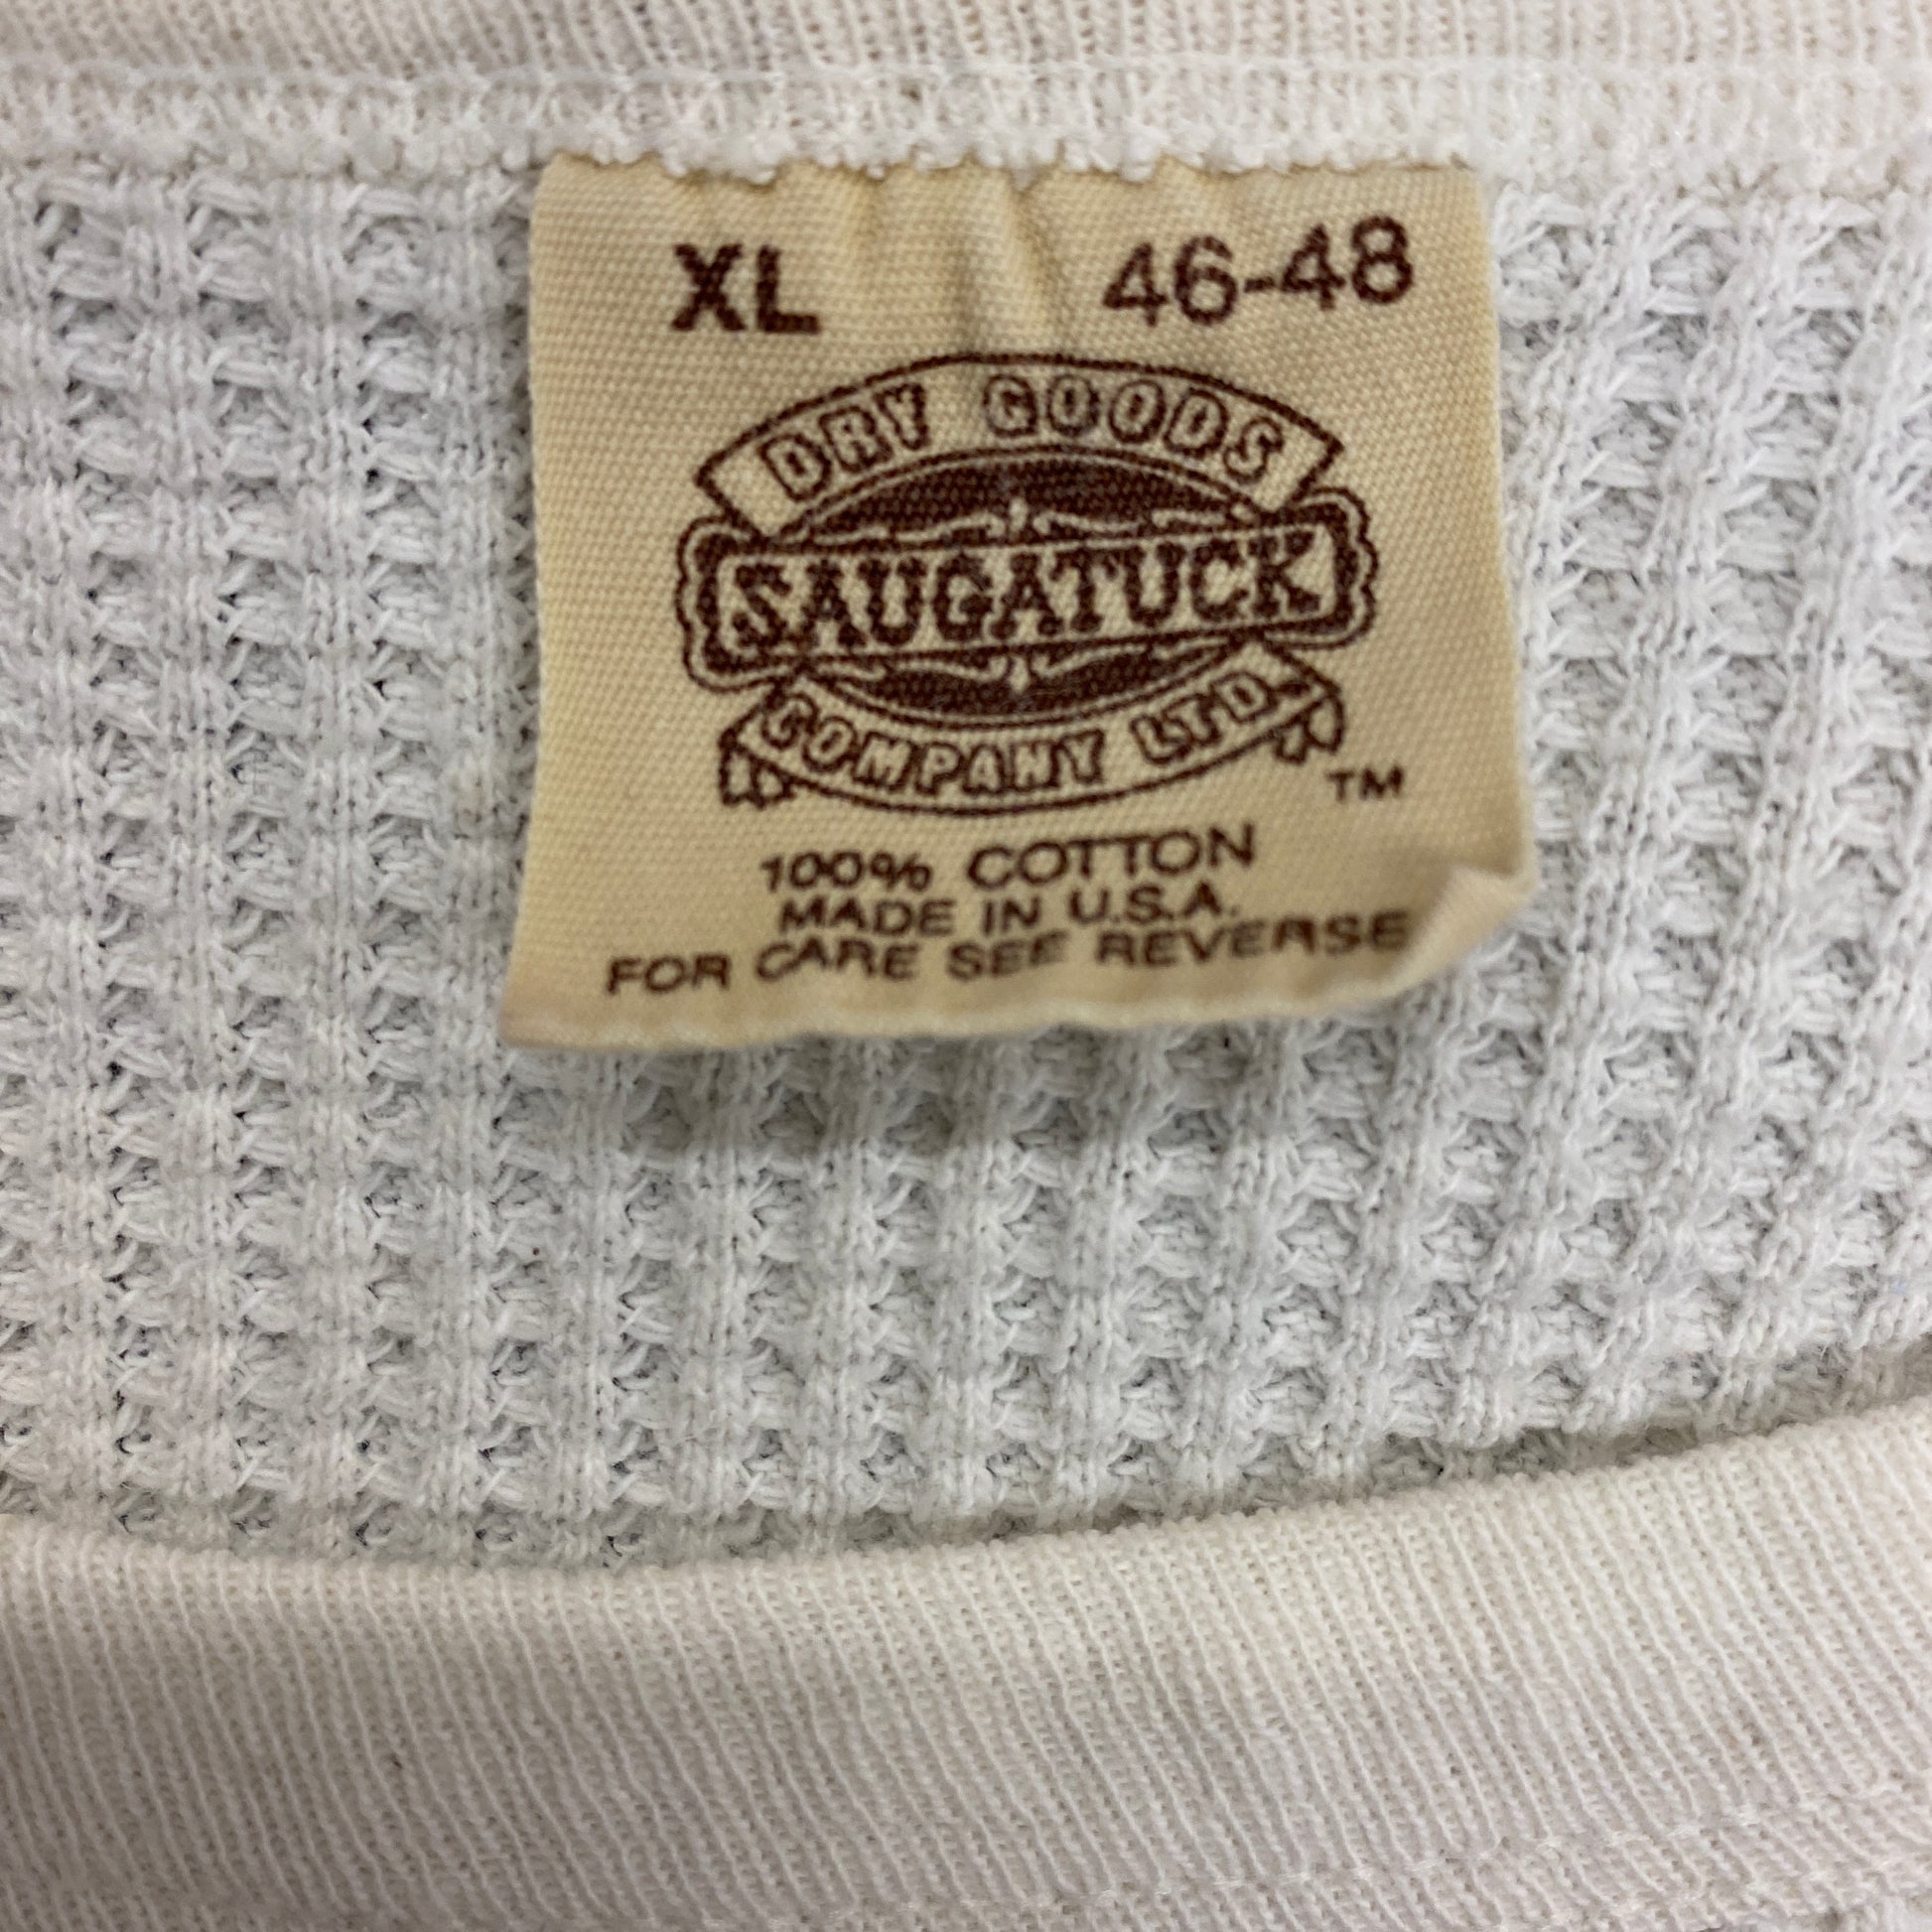 XL 46-48
DRY GOODS
SAUGATUCK
COMPANY LTD.
TM
100% COTTON
MADE IN U.S.A.
FOR CARE SEE REVERSE